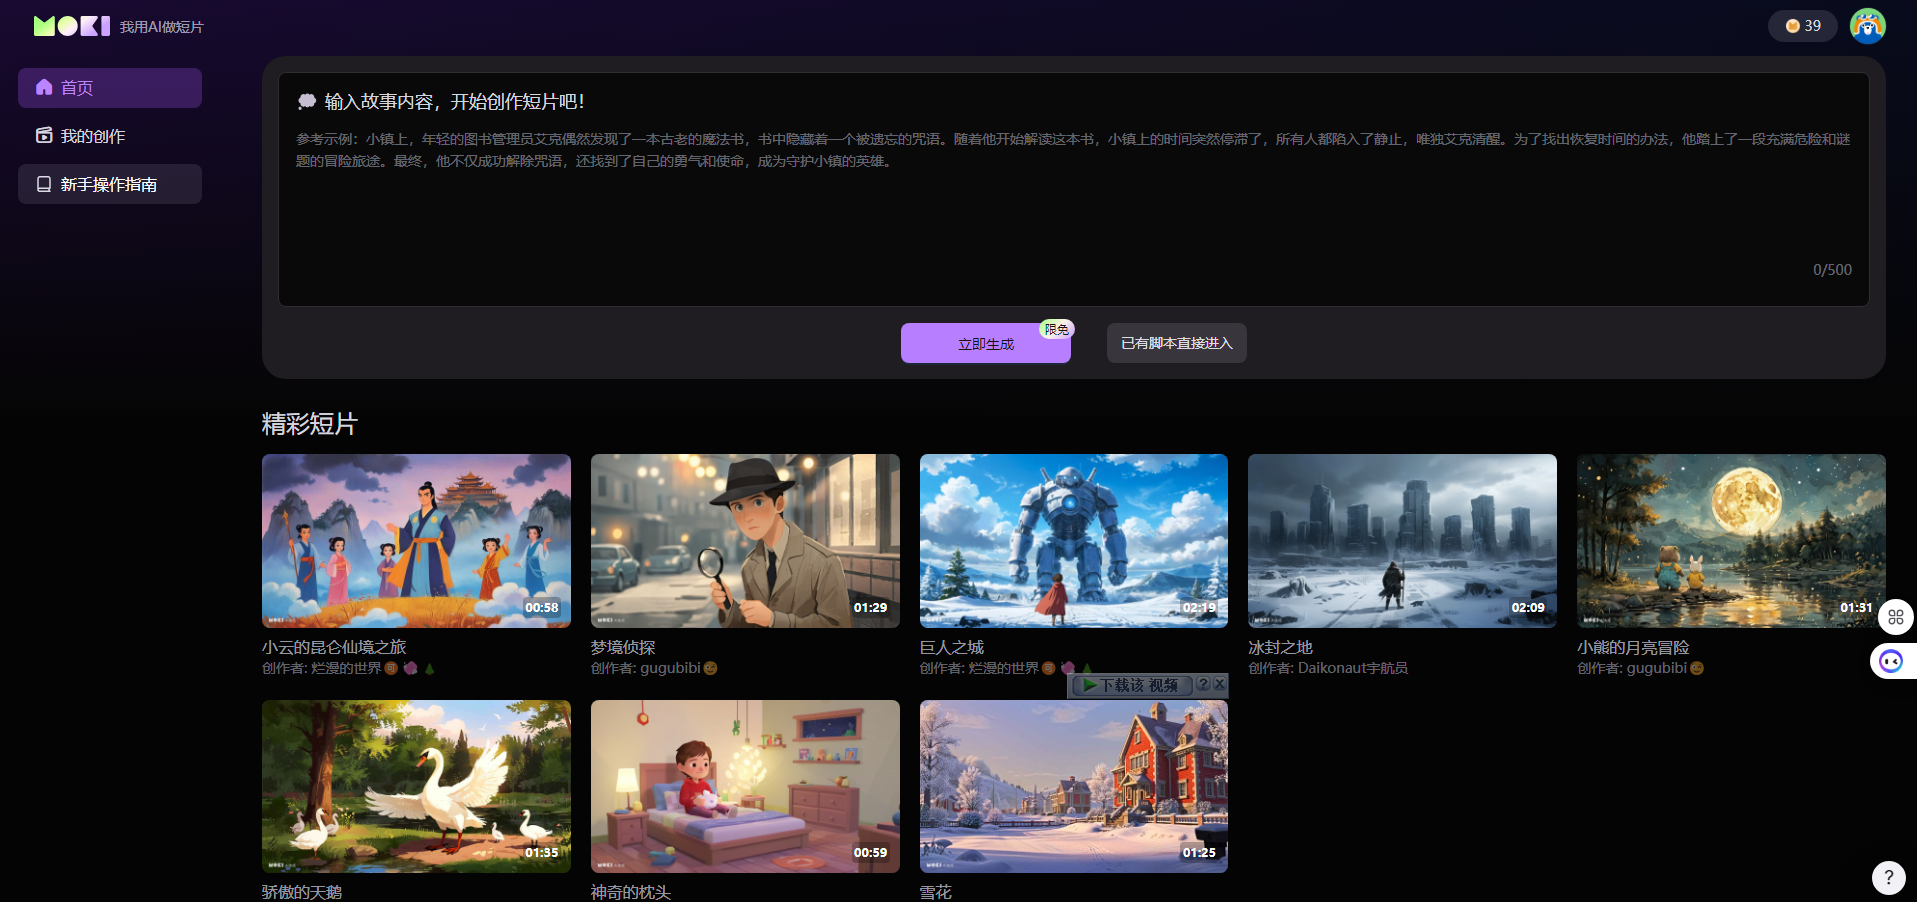 MOKI 我用AI做短片
39
首页
我的创作
新手操作指南
输入故事内容，开始创作短片吧！
参考示例：小镇上，年轻的图书管理员艾克偶然发现了一本古老的魔法书，书中隐藏着一个被遗忘的咒语。随着他开始解读这本书，小镇上的时间突然停滞了，所有人都陷入了静止，唯独艾克清醒。为了找出恢复时间的办法，他踏上了一段充满危险和谜
题的冒险旅途。最终，他不仅成功解除咒语，还找到了自己的勇气和使命，成为守护小镇的英雄。
0/500
立即生成
限免
已有脚本直接进入
精彩短片
00:58
01:29
02:19
02:09
01:31
小云的昆仑仙境之旅
创作者: 烂漫的世界
梦境侦探
创作者: gugubibi
巨人之城
创作者: 烂漫的世界
冰封之地
创作者: Daikonaut宇航员
小熊的月亮冒险
创作者: gugubibi
下载该 视频 ? X
01:35
00:59
01:25
骄傲的天鹅
神奇的枕头
雪花
?